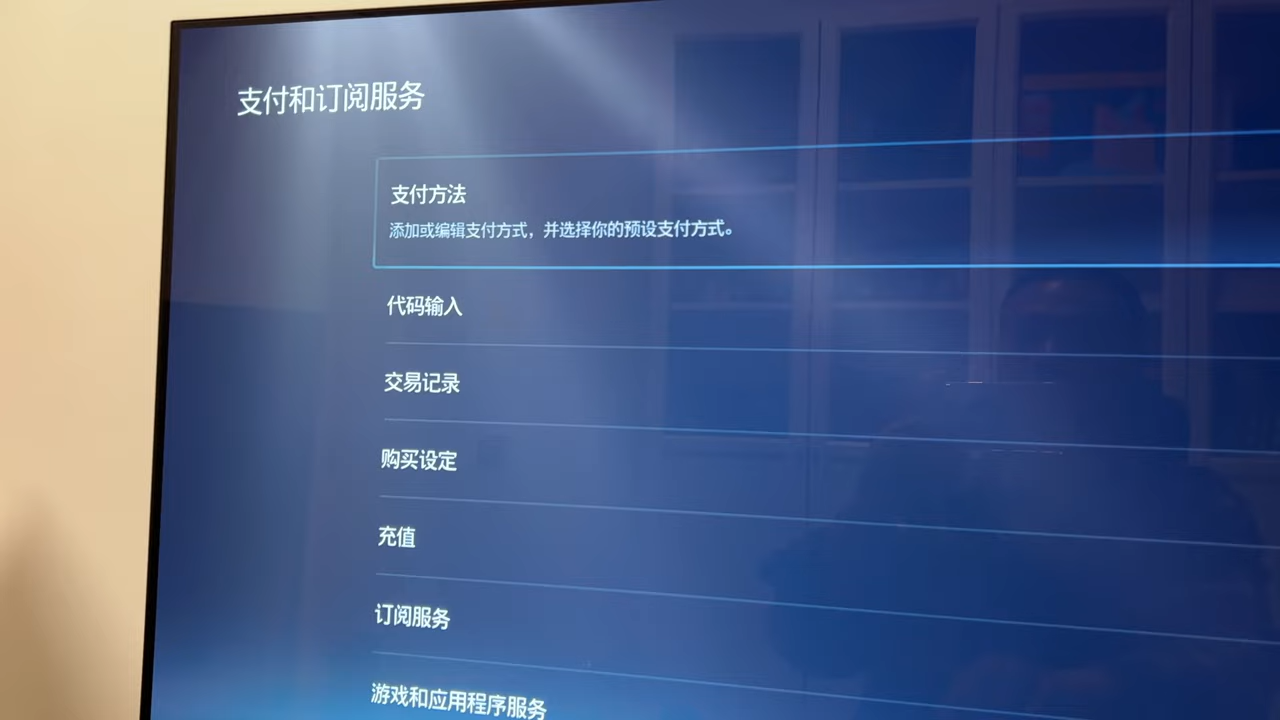 支付和订阅服务
支付方法
添加或编辑支付方式，并选择你的预设支付方式。
代码输入
交易记录
购买设定
充值
订阅服务
游戏和应用程序服务